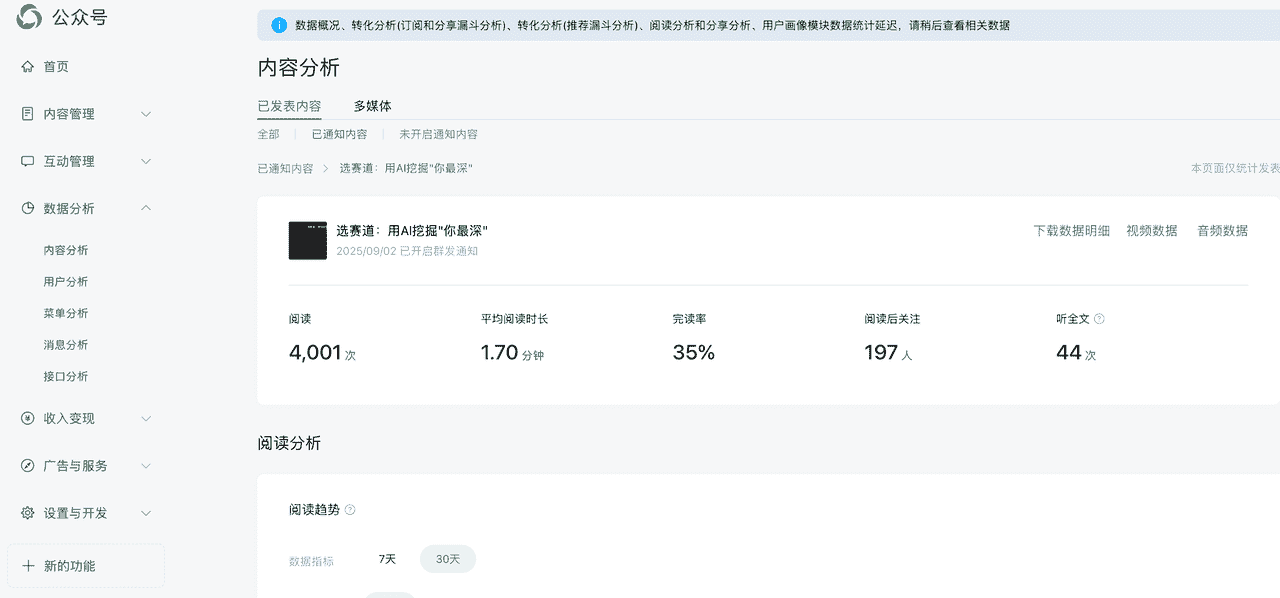 公众号
首页
内容管理
互动管理
数据分析
内容分析
用户分析
菜单分析
消息分析
接口分析
收入变现
广告与服务
设置与开发
新的功能
数据概况、转化分析(订阅和分享漏斗分析)、转化分析(推荐漏斗分析)、阅读分析和分享分析、用户画像模块数据统计延迟，请稍后查看相关数据
内容分析
已发表内容 多媒体
全部 已通知内容 未开启通知内容
已通知内容 选赛道：用AI挖掘"你最深" 本页面仅统计发表
选赛道：用AI挖掘"你最深"
下载数据明细 视频数据 音频数据
2025/09/02 已开启群发通知
阅读 平均阅读时长 完读率 阅读后关注 听全文
4,001 次 1.70 分钟 35% 197 人 44 次
阅读分析
阅读趋势
数据指标 7天 30天